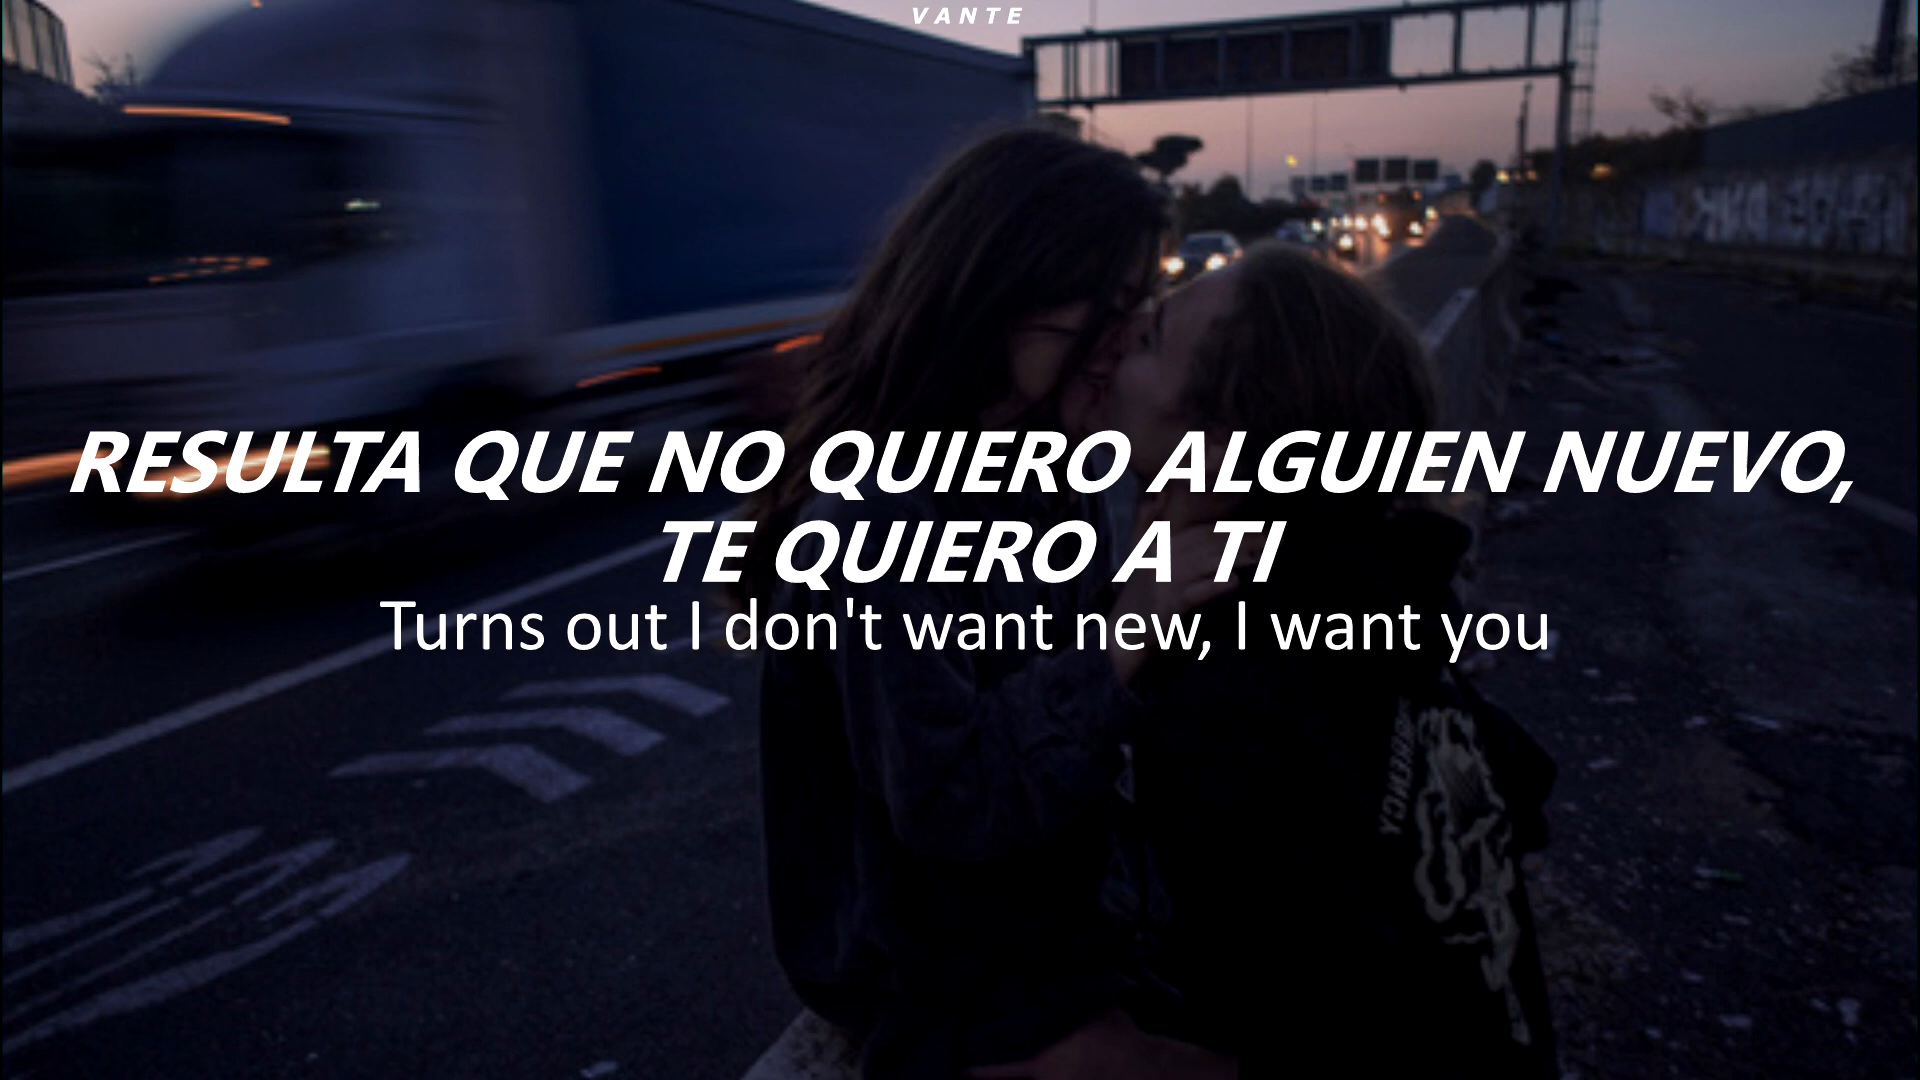 VANTE
RESULTA QUE NO QUIERO ALGUIEN NUEVO,
TE QUIERO A TI
Turns out I don't want new, I want you